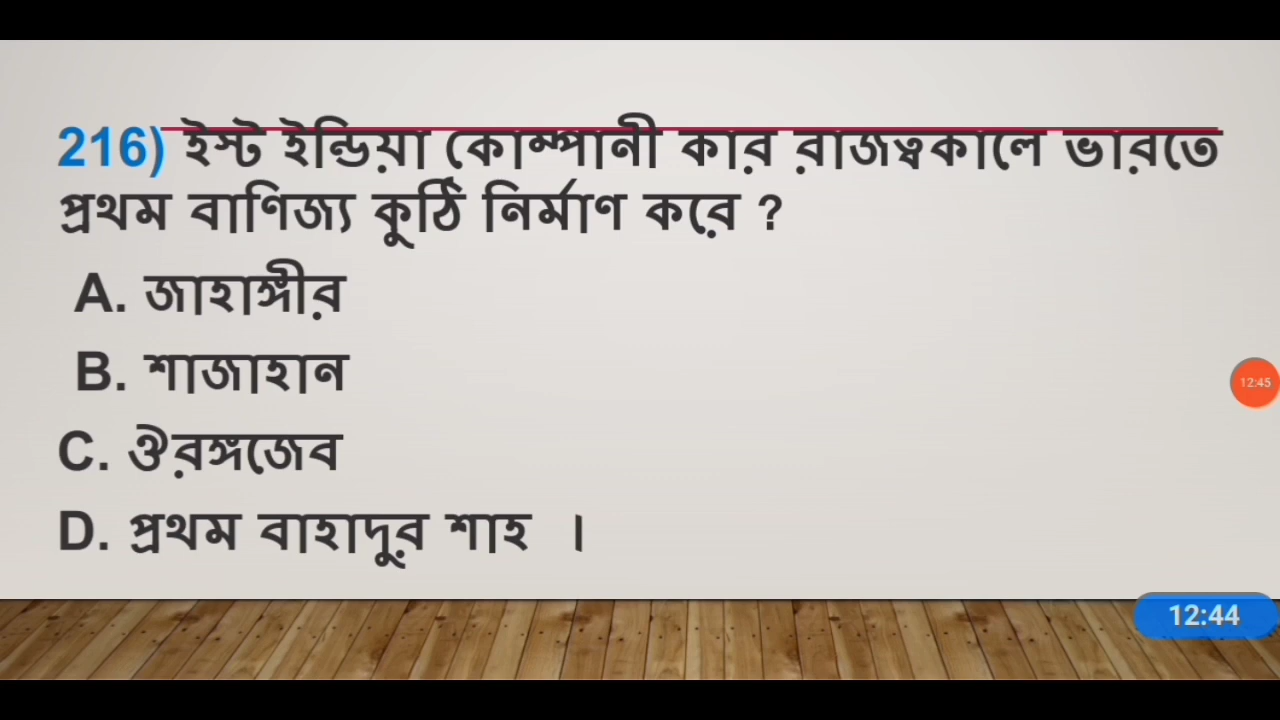 216) ইস্ট ইন্ডিয়া কোম্পানী কার রাজত্বকালে ভারতে
প্রথম বাণিজ্য কুঠি নির্মাণ করে ?
A. জাহাঙ্গীর
B. শাজাহান
12:45
C. ঔরঙ্গজেব
D. প্রথম বাহাদুর শাহ ।
12:44